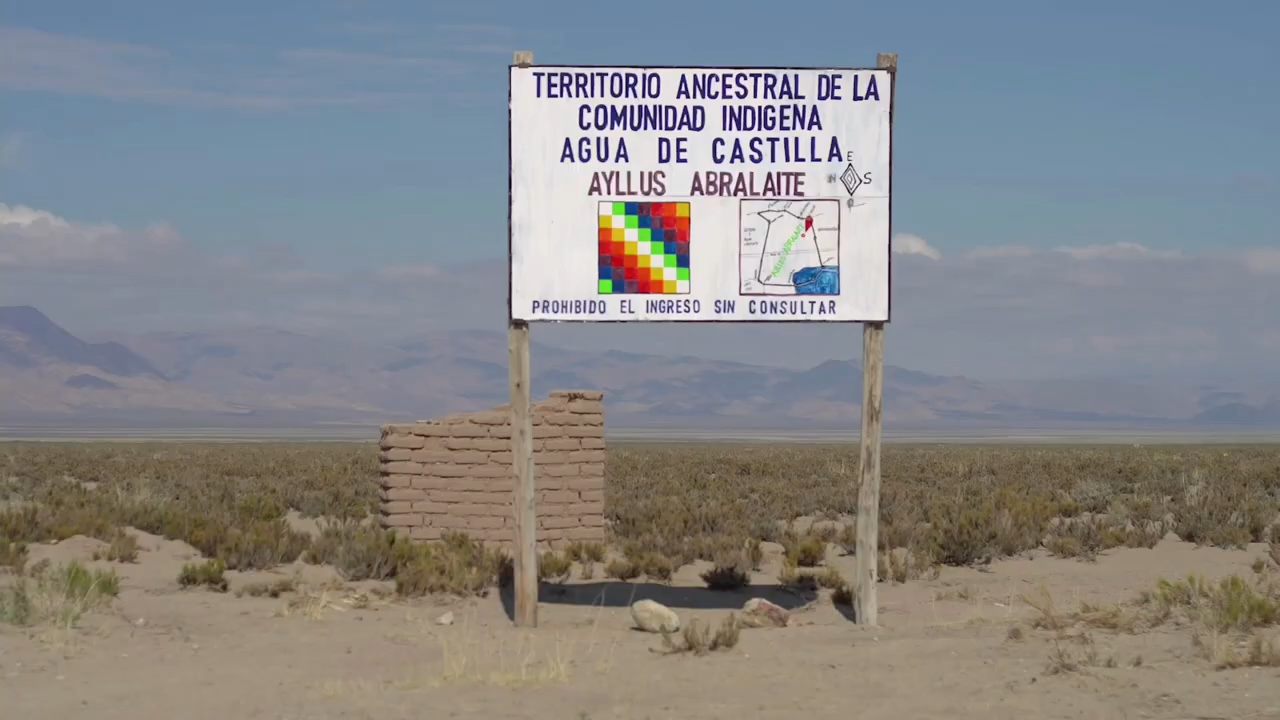 TERRITORIO ANCESTRAL DE LA
COMUNIDAD INDIGENA
AGUA DE CASTILLA
AYLLUS ABRALAITE
E
N S
PROHIBIDO EL INGRESO SIN CONSULTAR